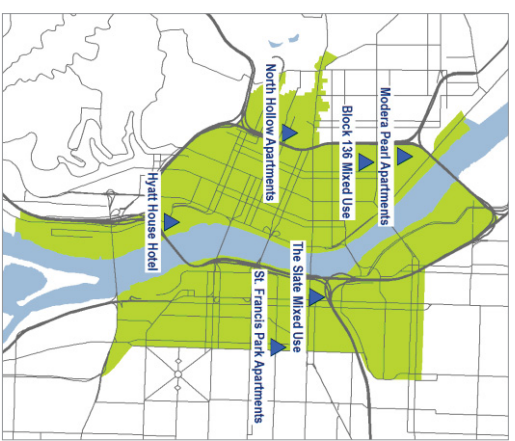 Modera Pearl Apartments
Block 136 Mixed Use
North Hollow Apartments
The Slate Mixed Use
St. Francis Park Apartments
Hyatt House Hotel